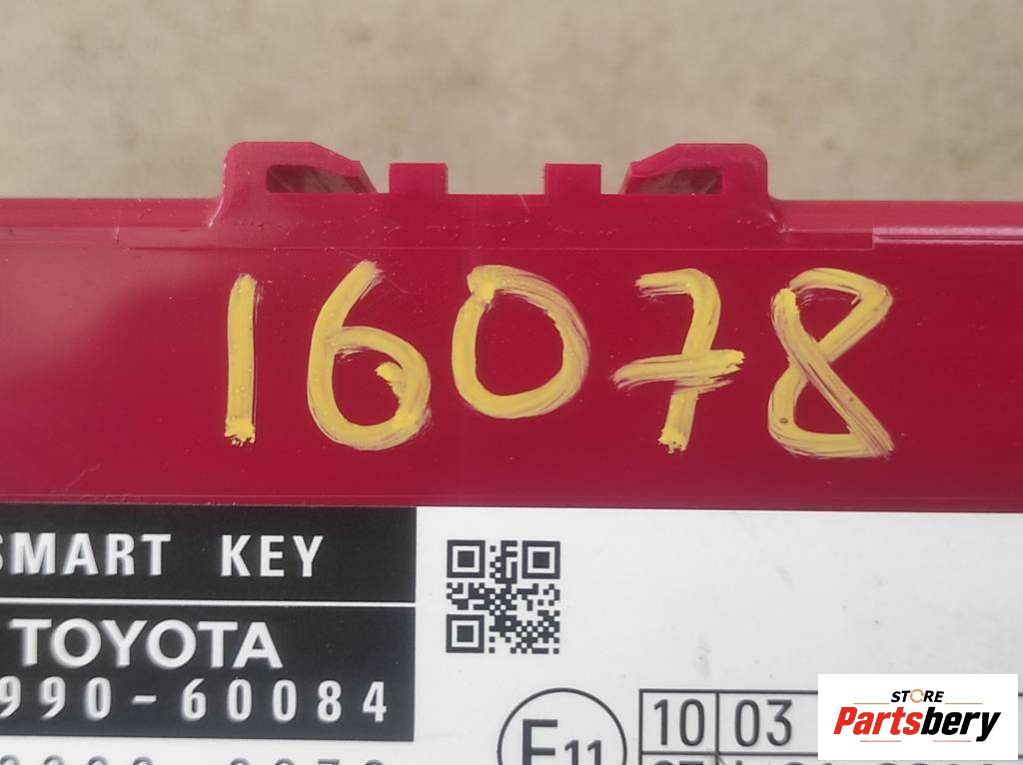 16078
SMART KEY
TOYOTA
990-60084
E11
10 03
STORE
Partsbery